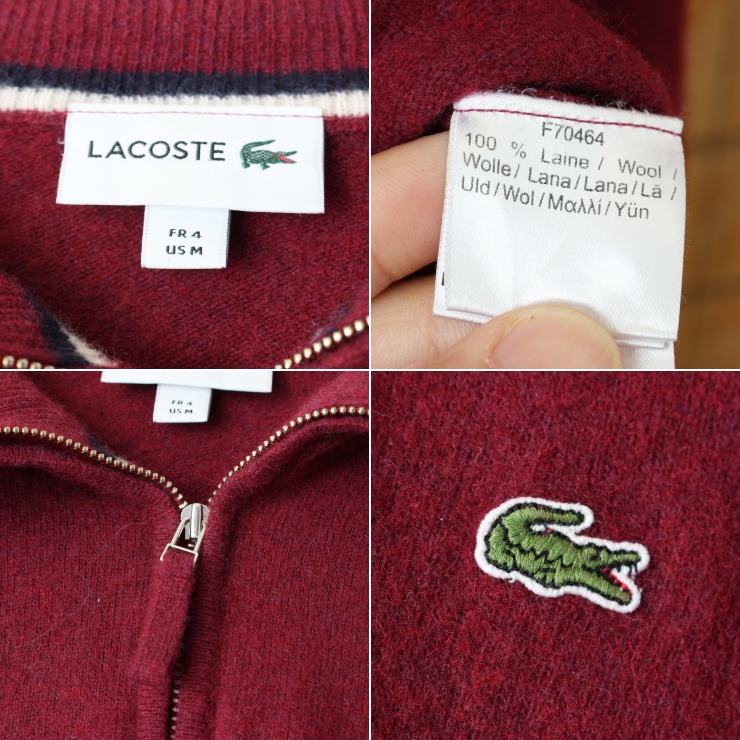 LACOSTE
FR 4
US M
F70464
100 % Laine / Wool /
Wolle / Lana / Lana / Lã /
Uld / Wol / Μαλλί / Yün
FR 4
US M